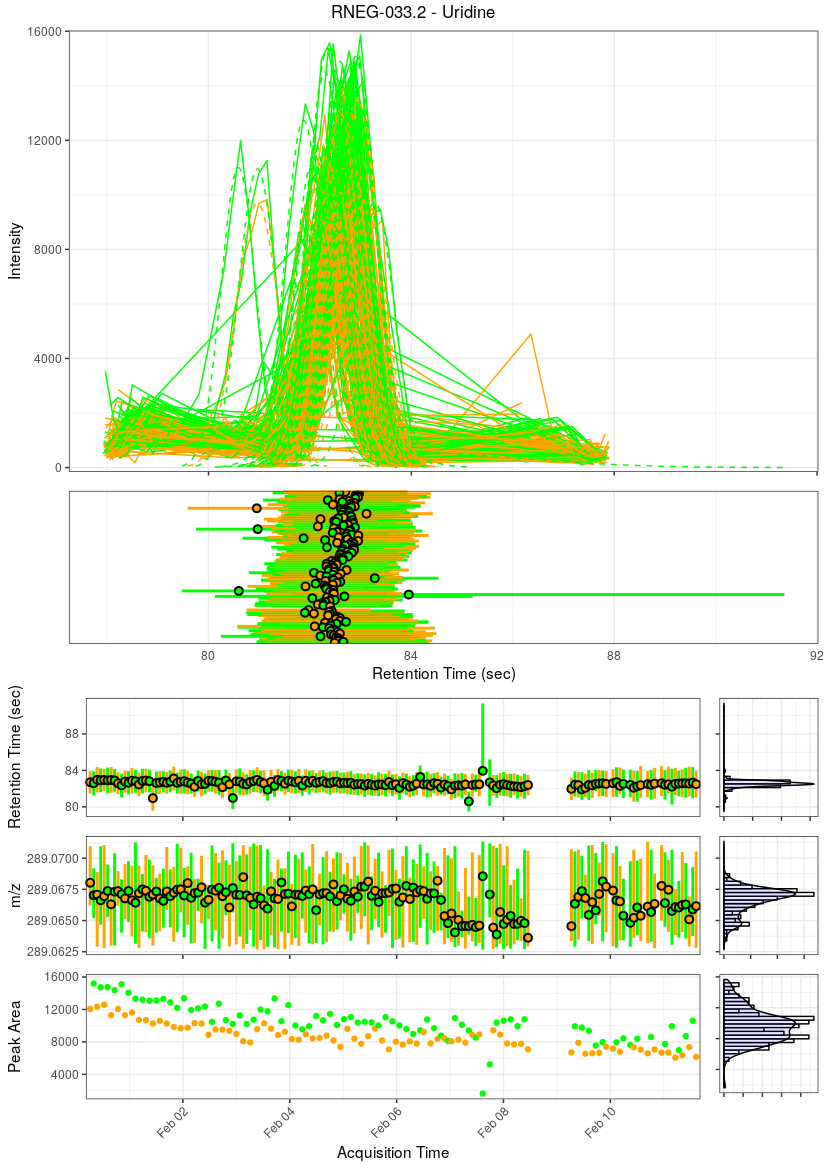 RNEG-033.2 - Uridine
16000
12000
8000
4000
0
Intensity
80
84
88
92
Retention Time (sec)
88
84
80
Retention Time (sec)
289.0700
289.0675
289.0650
289.0625
m/z
16000
12000
8000
4000
Peak Area
Feb 02
Feb 04
Feb 06
Feb 08
Feb 10
Acquisition Time